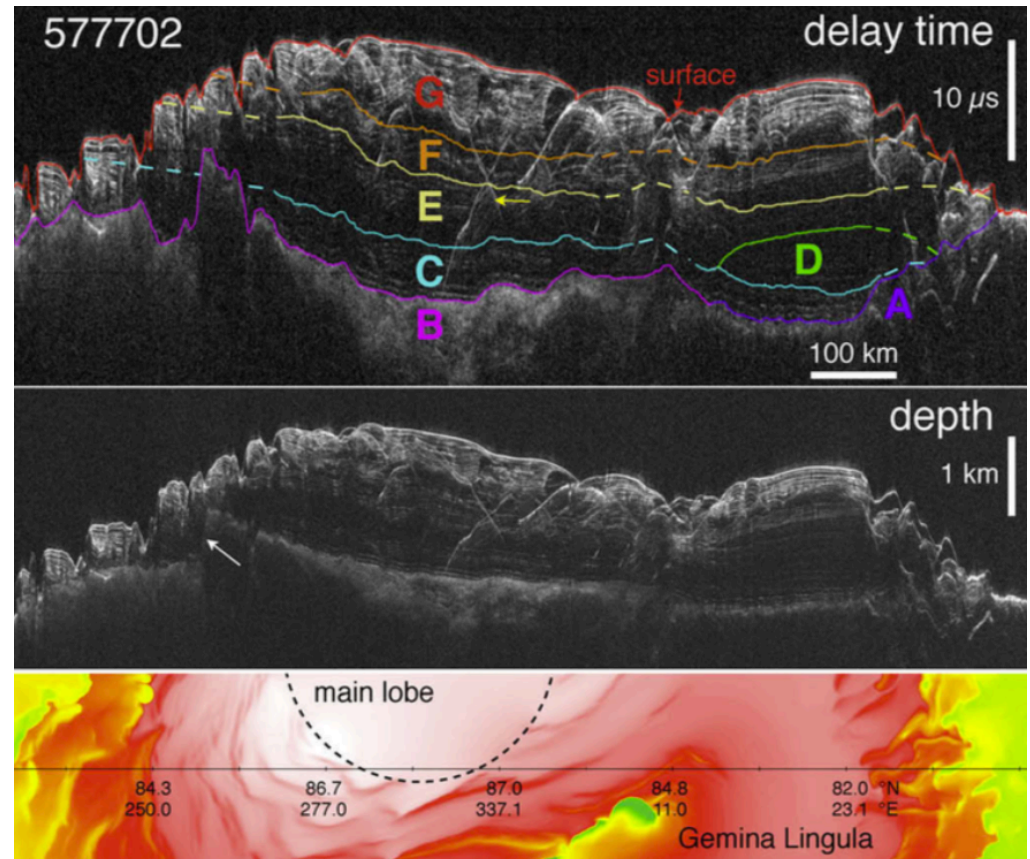 577702
delay time
10 µs
surface
G
F
E
D
C
B
A
100 km
depth
1 km
main lobe
84.3 86.7 87.0 84.8 82.0 °N
250.0 277.0 337.1 11.0 23.1 °E
Gemina Lingula